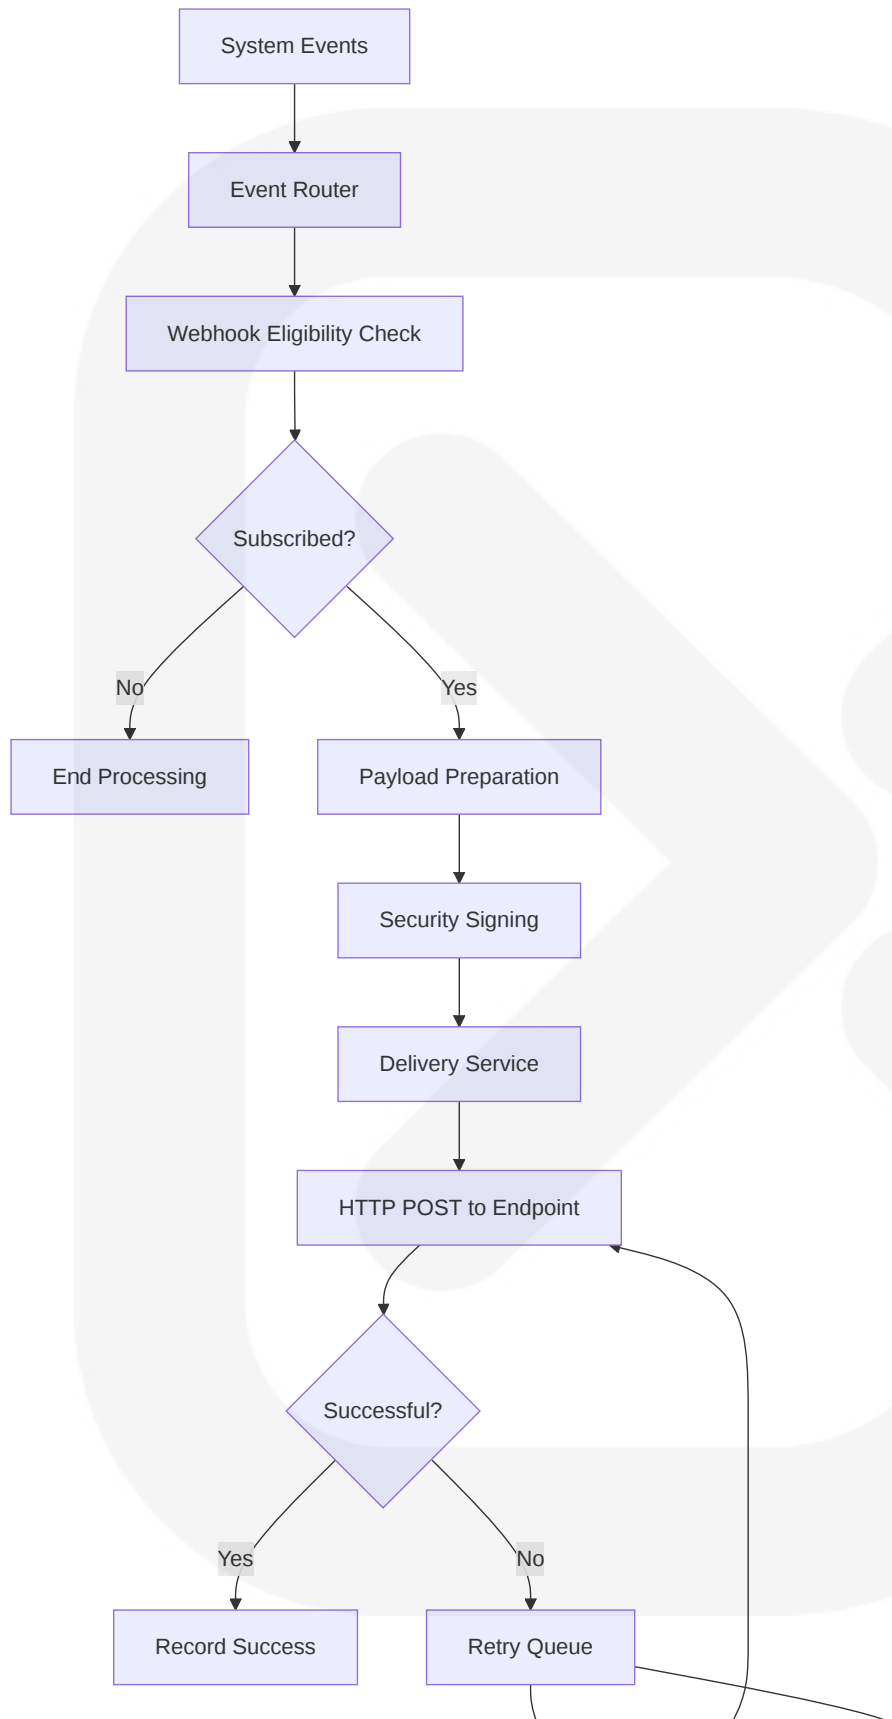 System Events
Event Router
Webhook Eligibility Check
Subscribed?
No
Yes
End Processing
Payload Preparation
Security Signing
Delivery Service
HTTP POST to Endpoint
Successful?
Yes
No
Record Success
Retry Queue